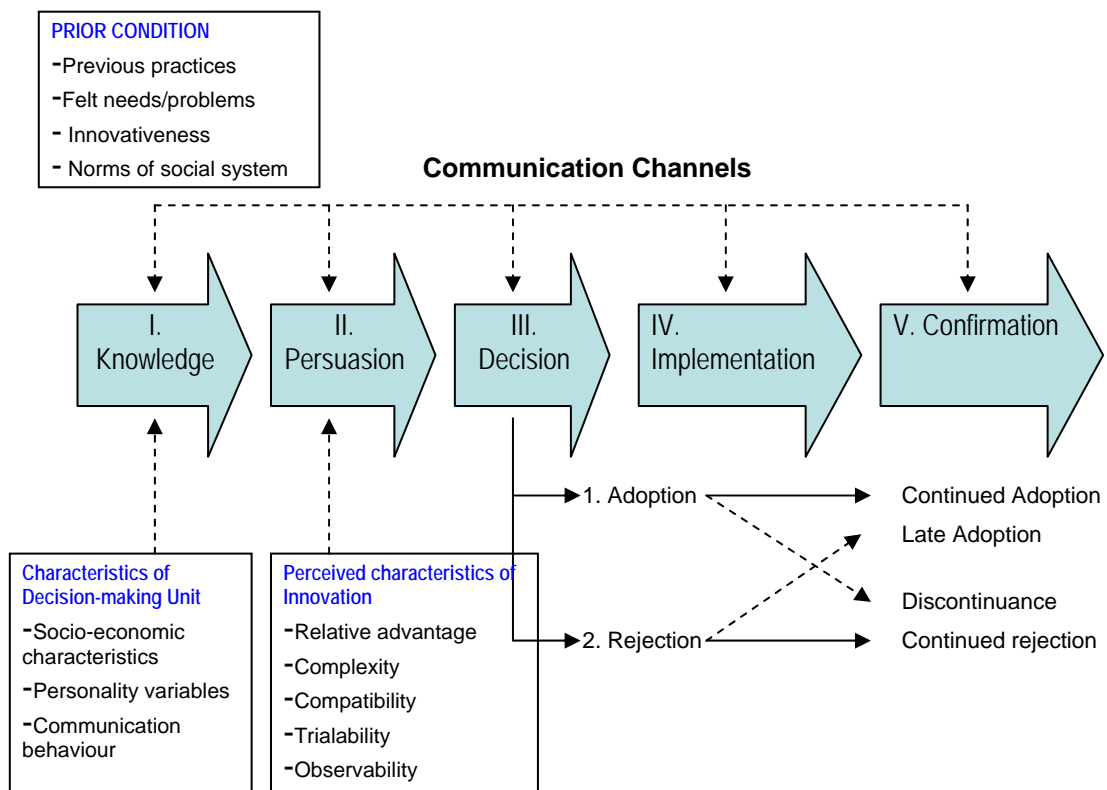 PRIOR CONDITION
-Previous practices
-Felt needs/problems
- Innovativeness
- Norms of social system
Communication Channels
I.
Knowledge
II.
Persuasion
III.
Decision
IV.
Implementation
V. Confirmation
1. Adoption
2. Rejection
Continued Adoption
Late Adoption
Discontinuance
Continued rejection
Characteristics of
Decision-making Unit
-Socio-economic
characteristics
-Personality variables
-Communication
behaviour
Perceived characteristics of
Innovation
-Relative advantage
-Complexity
-Compatibility
-Trialability
-Observability